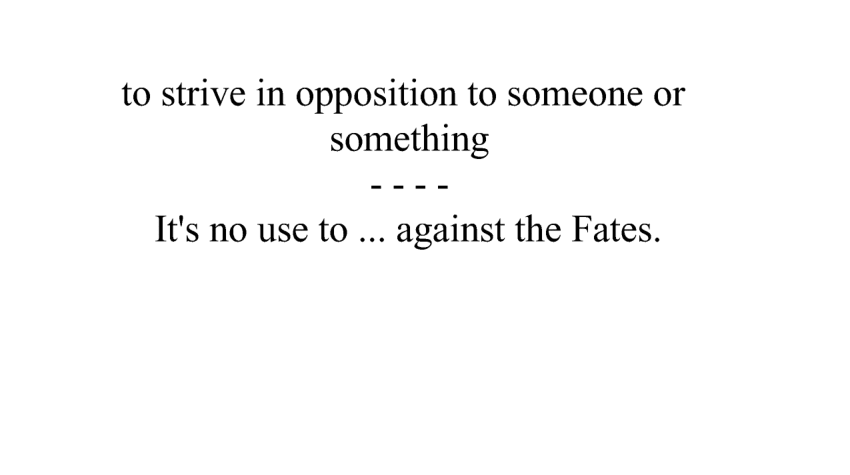 to strive in opposition to someone or
something
- - - -
It's no use to ... against the Fates.